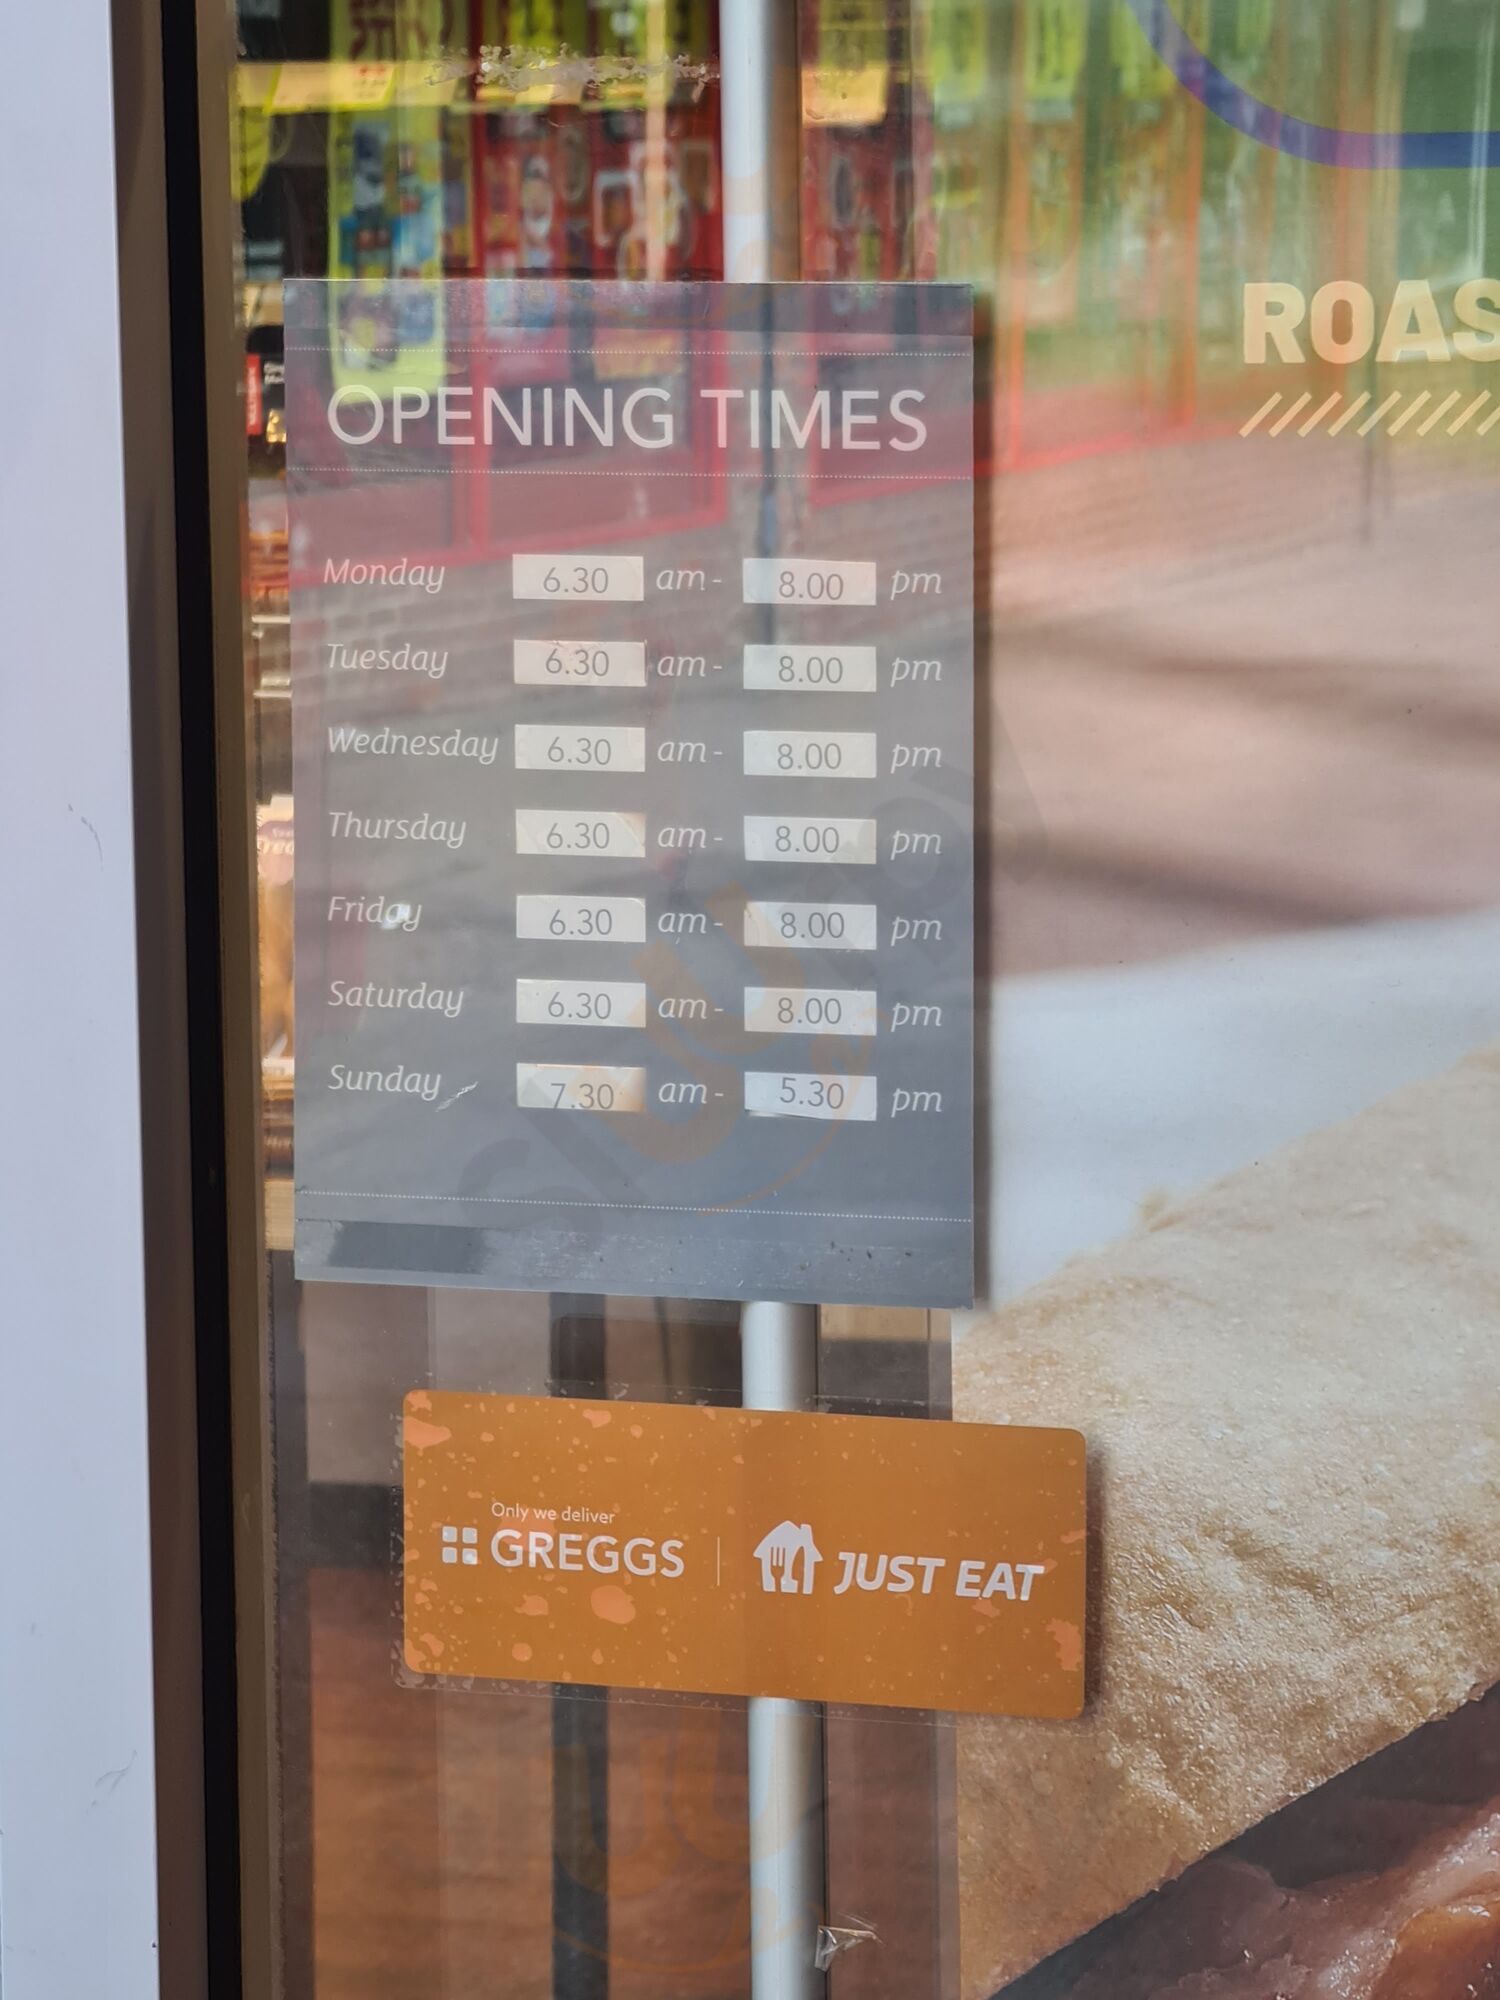 ROAS
OPENING TIMES
Monday 6.30 am - 8.00 pm
Tuesday 6.30 am - 8.00 pm
Wednesday 6.30 am - 8.00 pm
Thursday 6.30 am - 8.00 pm
Friday 6.30 am - 8.00 pm
Saturday 6.30 am - 8.00 pm
Sunday 7.30 am - 5.30 pm
Only we deliver
GREGGS | JUST EAT